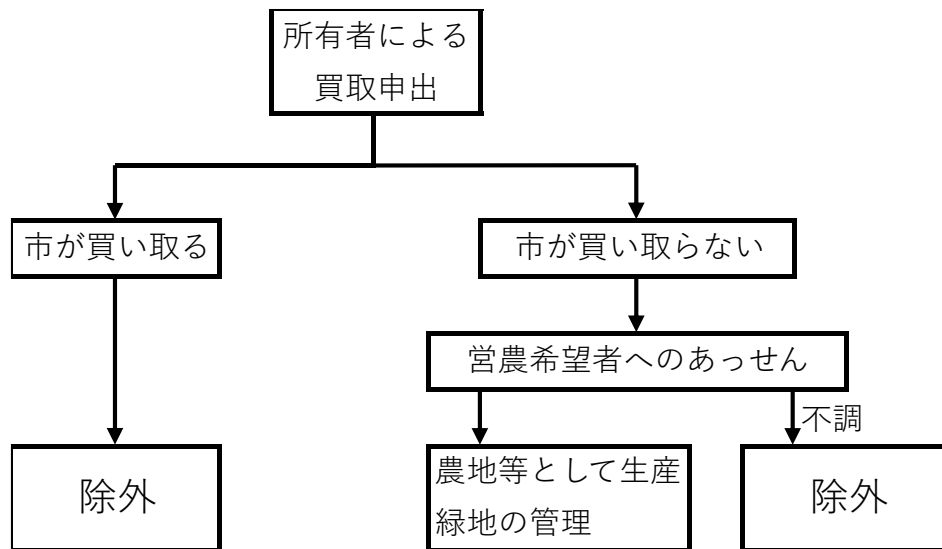 所有者による
買取申出
市が買い取る
市が買い取らない
営農希望者へのあっせん
不調
除外
農地等として生産
緑地の管理
除外